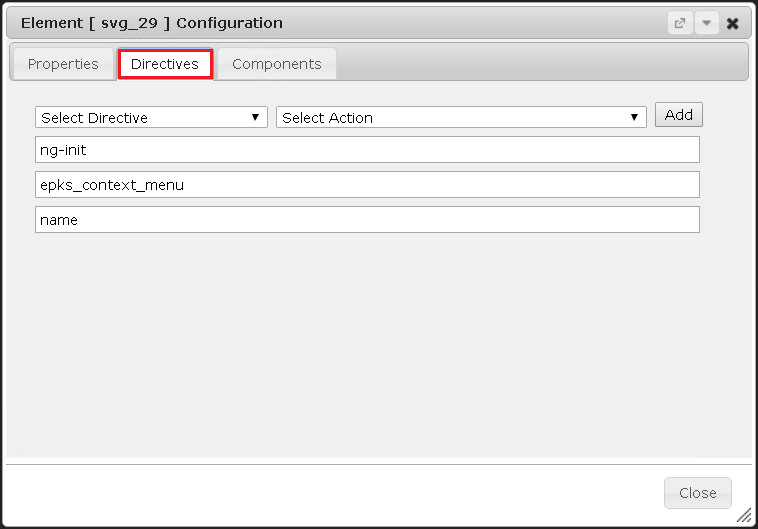 Element [ svg_29 ] Configuration
Properties Directives Components
Select Directive Select Action Add
ng-init
epks_context_menu
name
Close